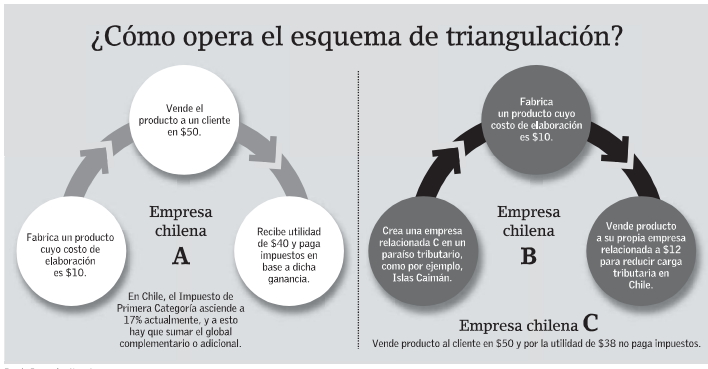 ¿Cómo opera el esquema de triangulación?
Fabrica un producto
cuyo costo de
elaboración
es $10.
Vende el
producto a un cliente
en $50.
Recibe utilidad
de $40 y paga
impuestos en
base a dicha
ganancia.
Empresa
chilena
A
En Chile, el Impuesto de
Primera Categoría asciende a
17% actualmente, y a esto
hay que sumar el global
complementario o adicional.
Crea una empresa
relacionada C en un
paraíso tributario,
como por ejemplo,
Islas Caimán.
Fabrica
un producto cuyo
costo de elaboración
es $10.
Vende producto
a su propia empresa
relacionada a $12
para reducir carga
tributaria en
Chile.
Empresa
chilena
B
Empresa chilena C
Vende producto al cliente en $50 y por la utilidad de $38 no paga impuestos.